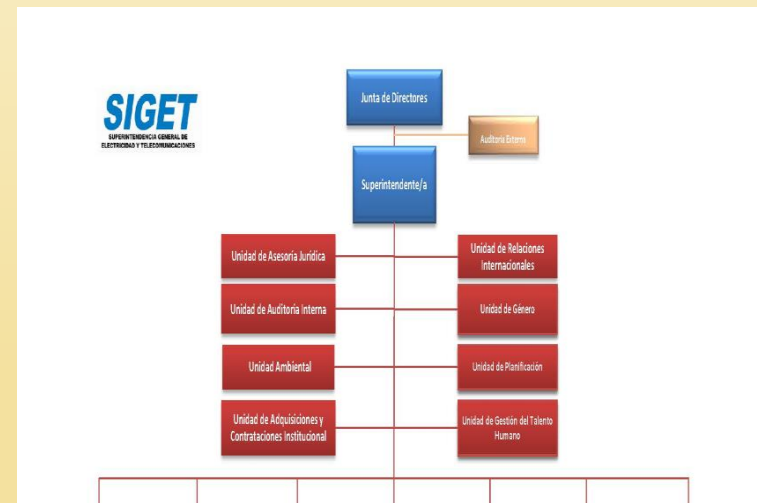 Junta de Directores
SIGET
SUPERINTENDENCIA GENERAL DE
ELECTRICIDAD Y TELECOMUNICACIONES
Auditoría Externa
Superintendente/a
Unidad de Asesoría Jurídica
Unidad de Relaciones
Internacionales
Unidad de Auditoría Interna
Unidad de Género
Unidad Ambiental
Unidad de Planificación
Unidad de Adquisiciones y
Contrataciones Institucional
Unidad de Gestión del Talento
Humano